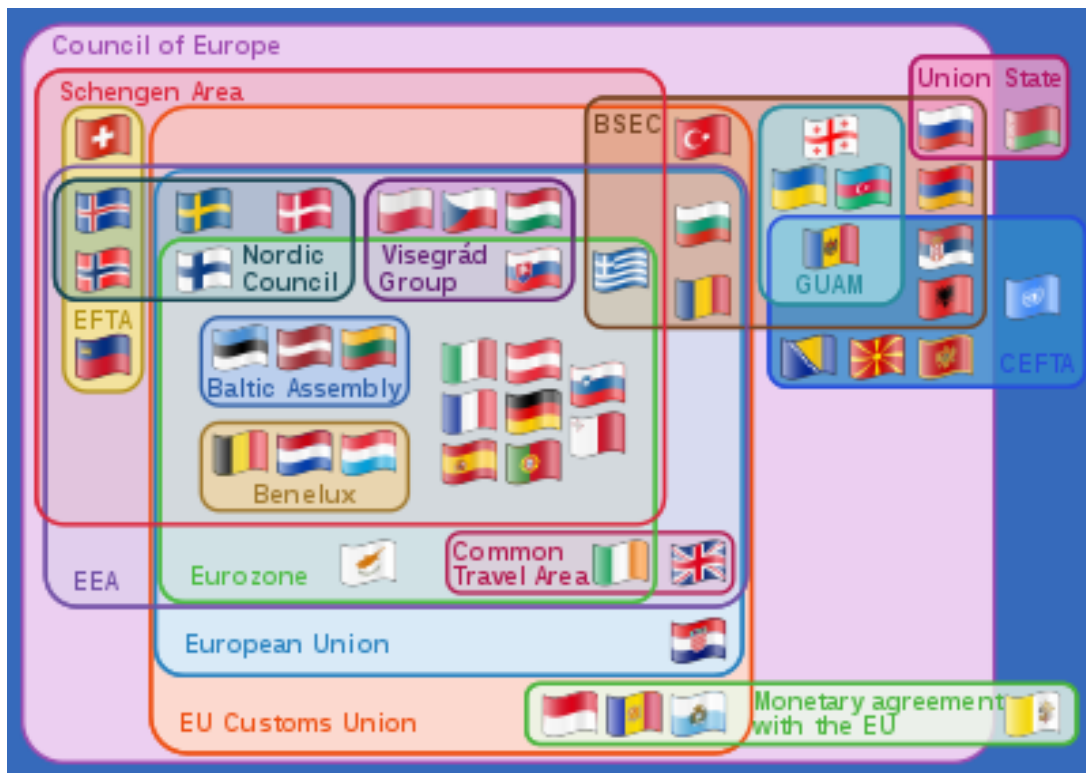 Council of Europe
Union State
Schengen Area
BSEC
Nordic
Council
Visegrád
Group
GUAM
EFTA
CEFTA
Baltic Assembly
Benelux
Common
Travel Area
Eurozone
EEA
European Union
EU Customs Union
Monetary agreement
with the EU